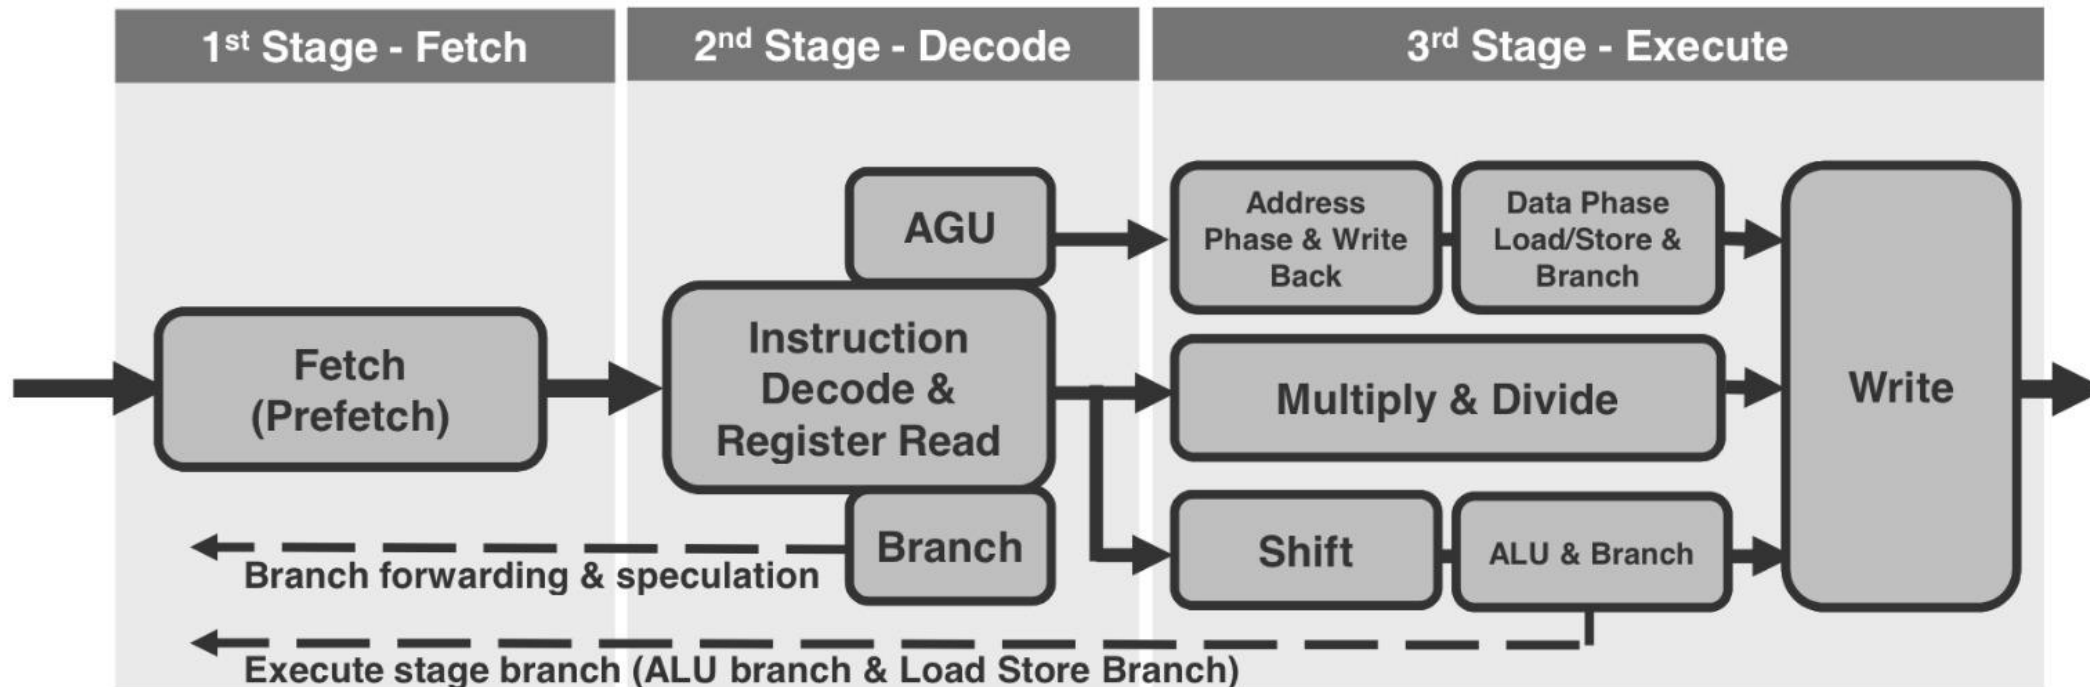 1st Stage - Fetch
2nd Stage - Decode
3rd Stage - Execute
AGU
Address
Phase & Write
Back
Data Phase
Load/Store &
Branch
Fetch
(Prefetch)
Instruction
Decode &
Register Read
Multiply & Divide
Write
Branch
Shift
ALU & Branch
Branch forwarding & speculation
Execute stage branch (ALU branch & Load Store Branch)